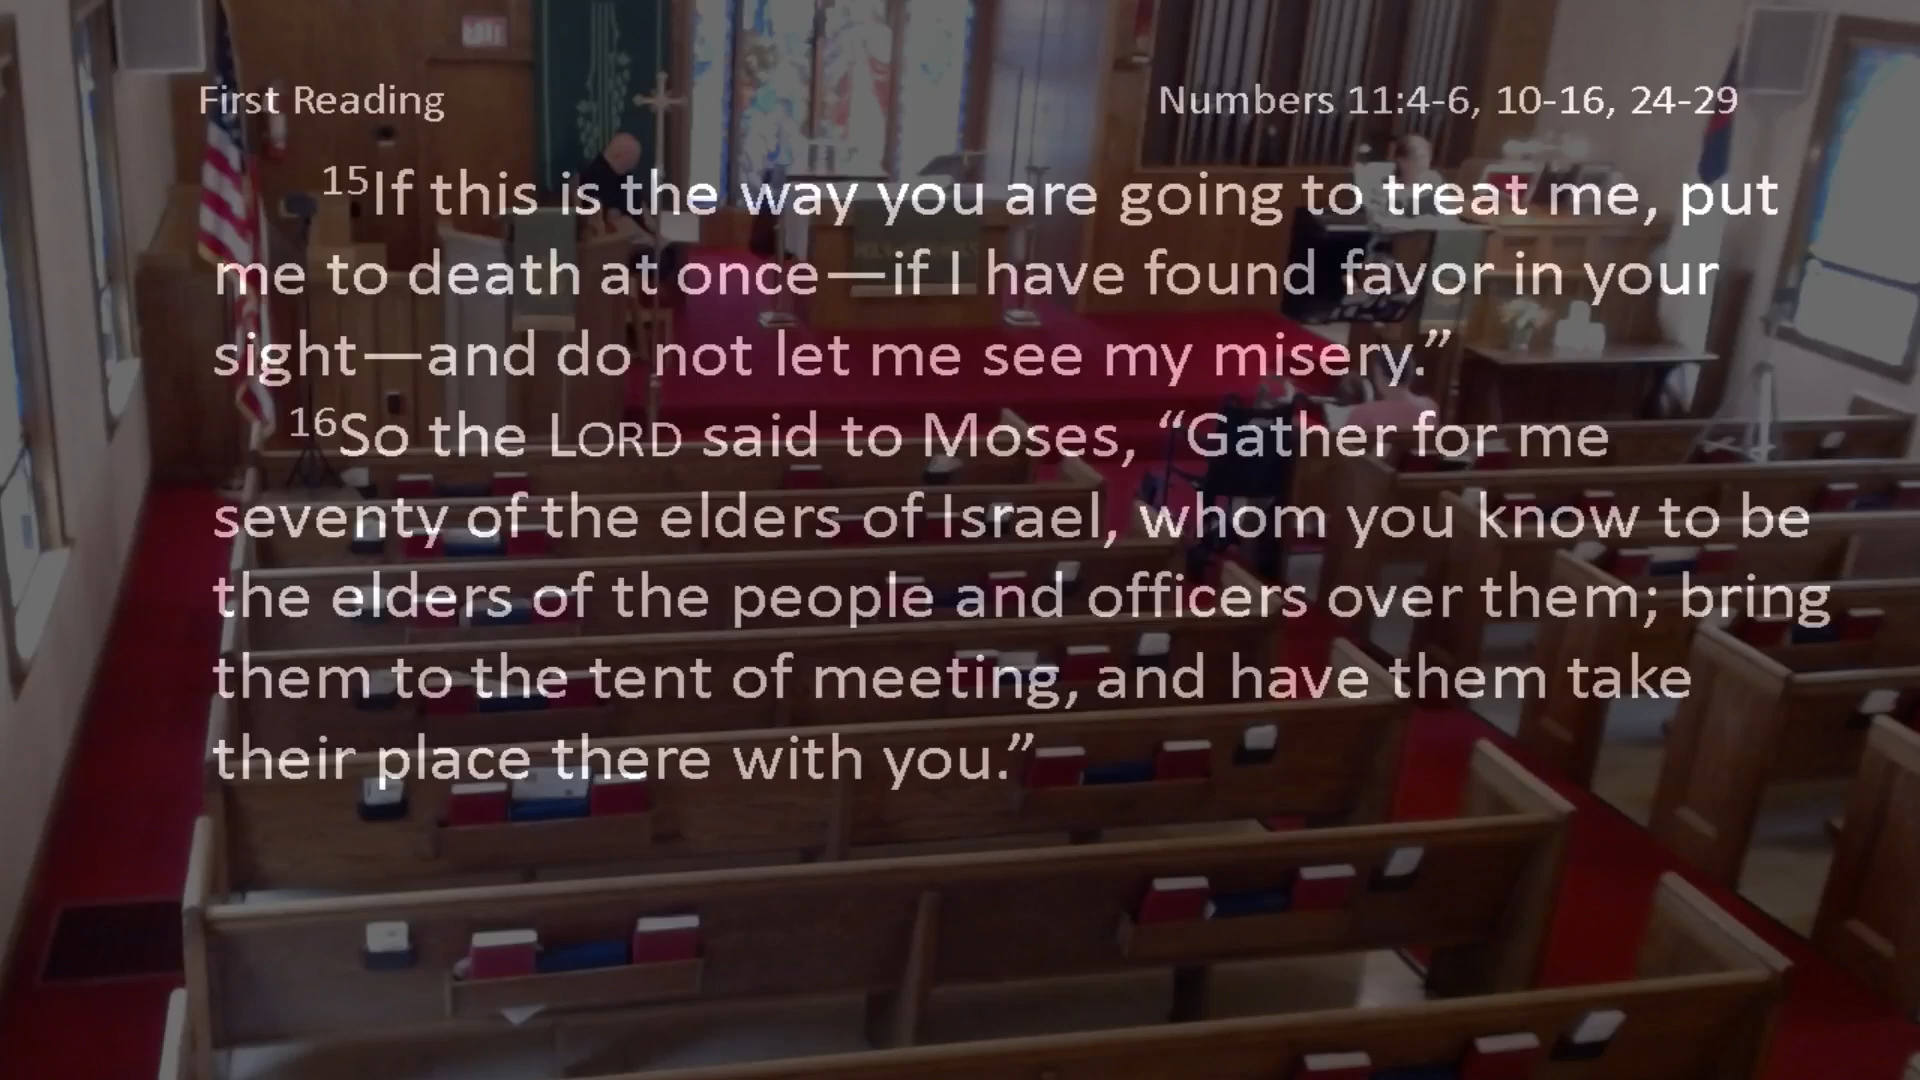 First Reading
Numbers 11:4-6, 10-16, 24-29
15If this is the way you are going to treat me, put
me to death at once—if I have found favor in your
sight—and do not let me see my misery.”
16So the LORD said to Moses, “Gather for me
seventy of the elders of Israel, whom you know to be
the elders of the people and officers over them; bring
them to the tent of meeting, and have them take
their place there with you.”